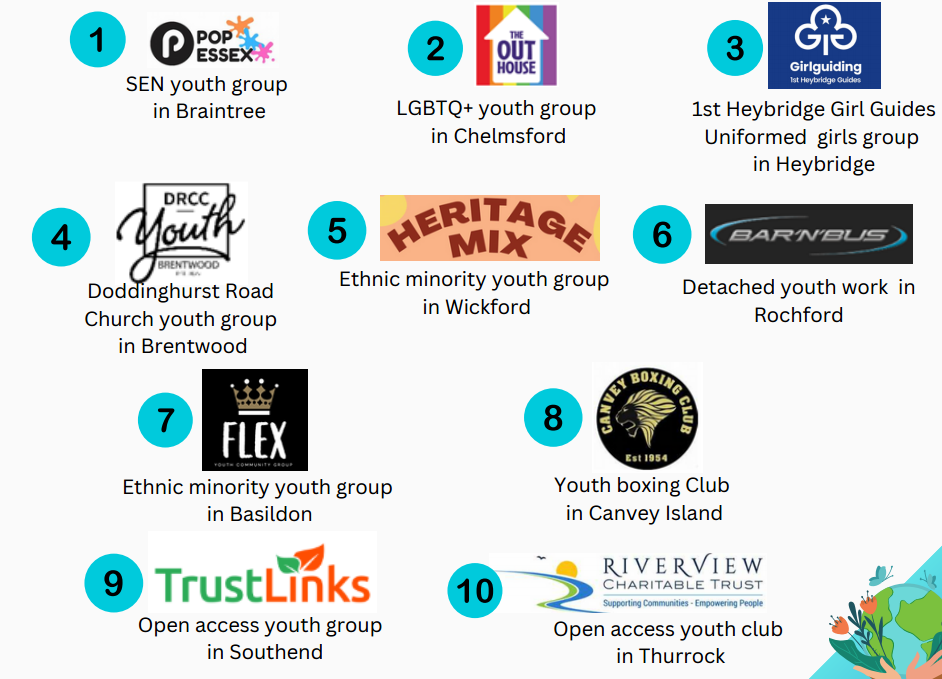 1
POP
ESSEX
SEN youth group
in Braintree
2
THE
OUT
HOUSE
LGBTQ+ youth group
in Chelmsford
3
Girlguiding
1st Heybridge Guides
1st Heybridge Girl Guides
Uniformed girls group
in Heybridge
4
DRCC
Youth
BRENTWOOD
Doddinghurst Road
Church youth group
in Brentwood
5
HERITAGE
MIX
Ethnic minority youth group
in Wickford
6
BAR'N'BUS
Detached youth work in
Rochford
7
FLEX
YOUTH COMMUNITY GROUP
Ethnic minority youth group
in Basildon
8
CANVEY BOXING CLUB
Est 1954
Youth boxing Club
in Canvey Island
9
TrustLinks
Open access youth group
in Southend
10
RIVERVIEW
CHARITABLE TRUST
Supporting Communities - Empowering People
Open access youth club
in Thurrock